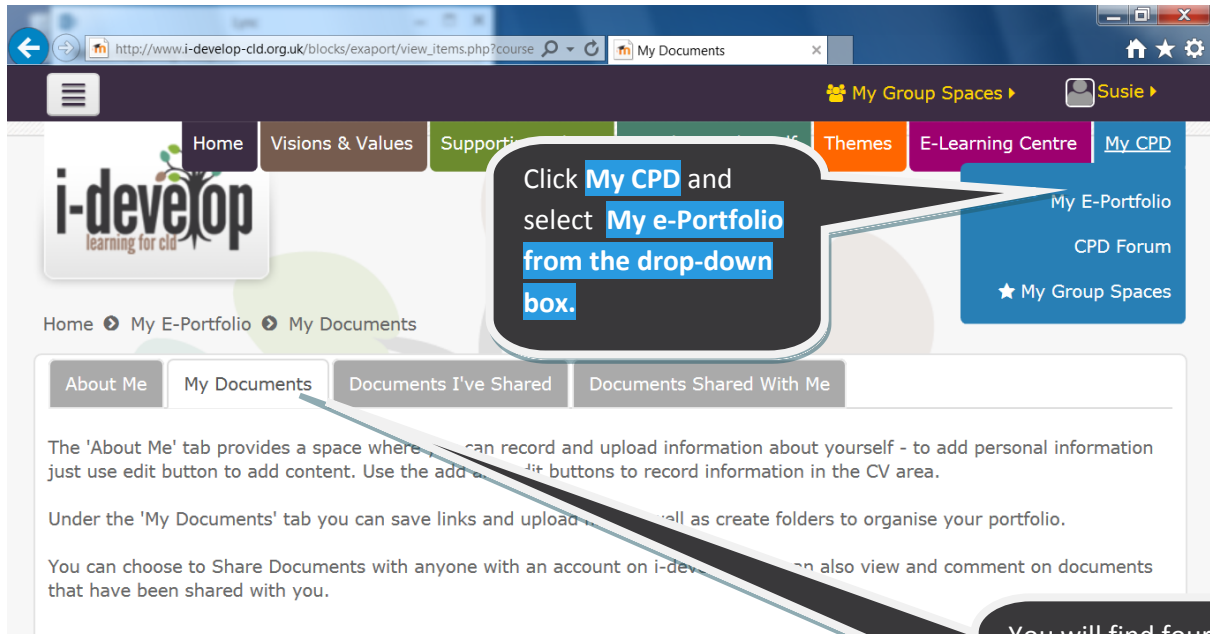 Lync
http://www.i-develop-cld.org.uk/blocks/exaport/view_items.php?course
My Documents
My Group Spaces
Susie
Home
Visions & Values
Themes
E-Learning Centre
My CPD
i-develop
learning for cld
Click My CPD and
select My e-Portfolio
from the drop-down
box.
My E-Portfolio
CPD Forum
My Group Spaces
Home My E-Portfolio My Documents
About Me
My Documents
Documents I've Shared
Documents Shared With Me
The 'About Me' tab provides a space where you can record and upload information about yourself - to add personal information
just use edit button to add content. Use the add and edit buttons to record information in the CV area.
Under the 'My Documents' tab you can save links and upload well as create folders to organise your portfolio.
You can choose to Share Documents with anyone with an account on i-develop also view and comment on documents
that have been shared with you.
You will find four